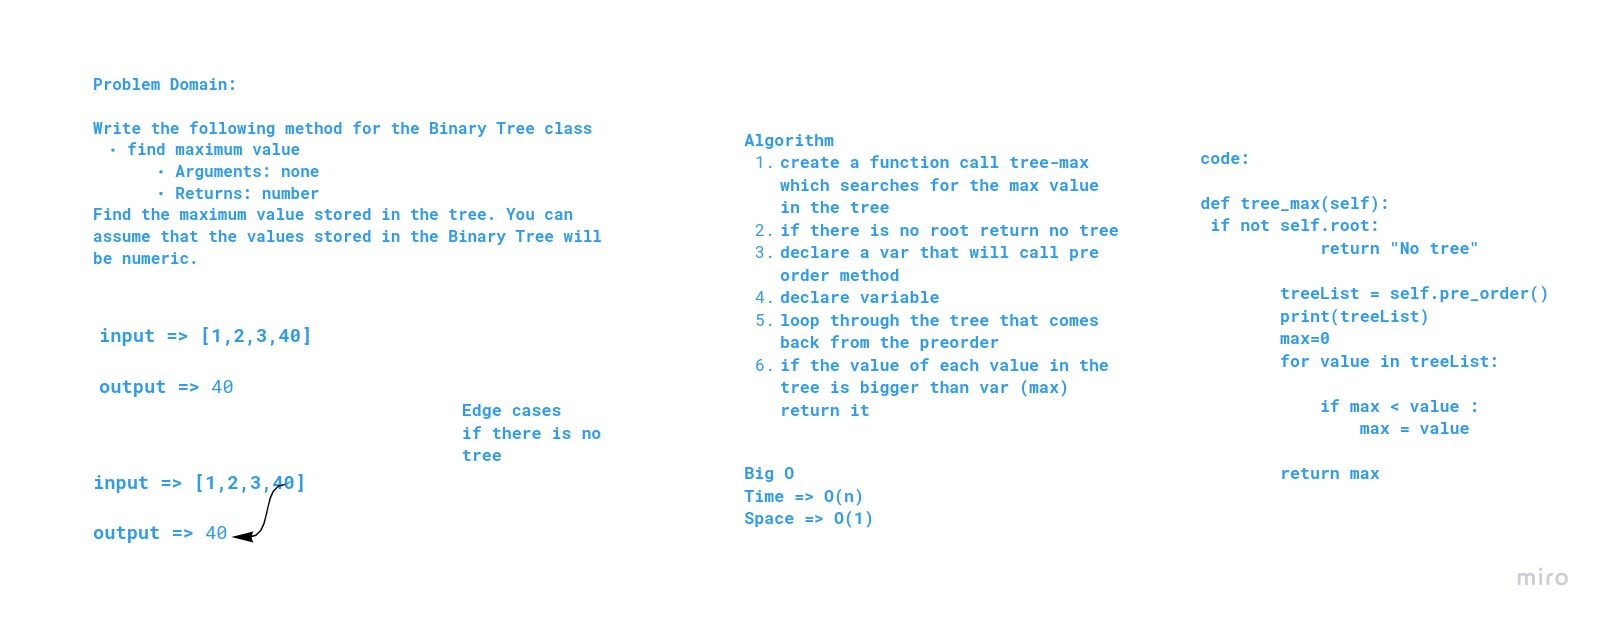 Problem Domain:
Write the following method for the Binary Tree class
• find maximum value
• Arguments: none
• Returns: number
Find the maximum value stored in the tree. You can
assume that the values stored in the Binary Tree will
be numeric.
input => [1,2,3,40]
output => 40
Edge cases
if there is no
tree
input => [1,2,3,40]
output => 40
Algorithm
1. create a function call tree-max
which searches for the max value
in the tree
2. if there is no root return no tree
3. declare a var that will call pre
order method
4. declare variable
5. loop through the tree that comes
back from the preorder
6. if the value of each value in the
tree is bigger than var (max)
return it
Big O
Time => O(n)
Space => O(1)
code:
def tree_max(self):
if not self.root:
return "No tree"
treeList = self.pre_order()
print(treeList)
max=0
for value in treeList:
if max < value :
max = value
return max
miro